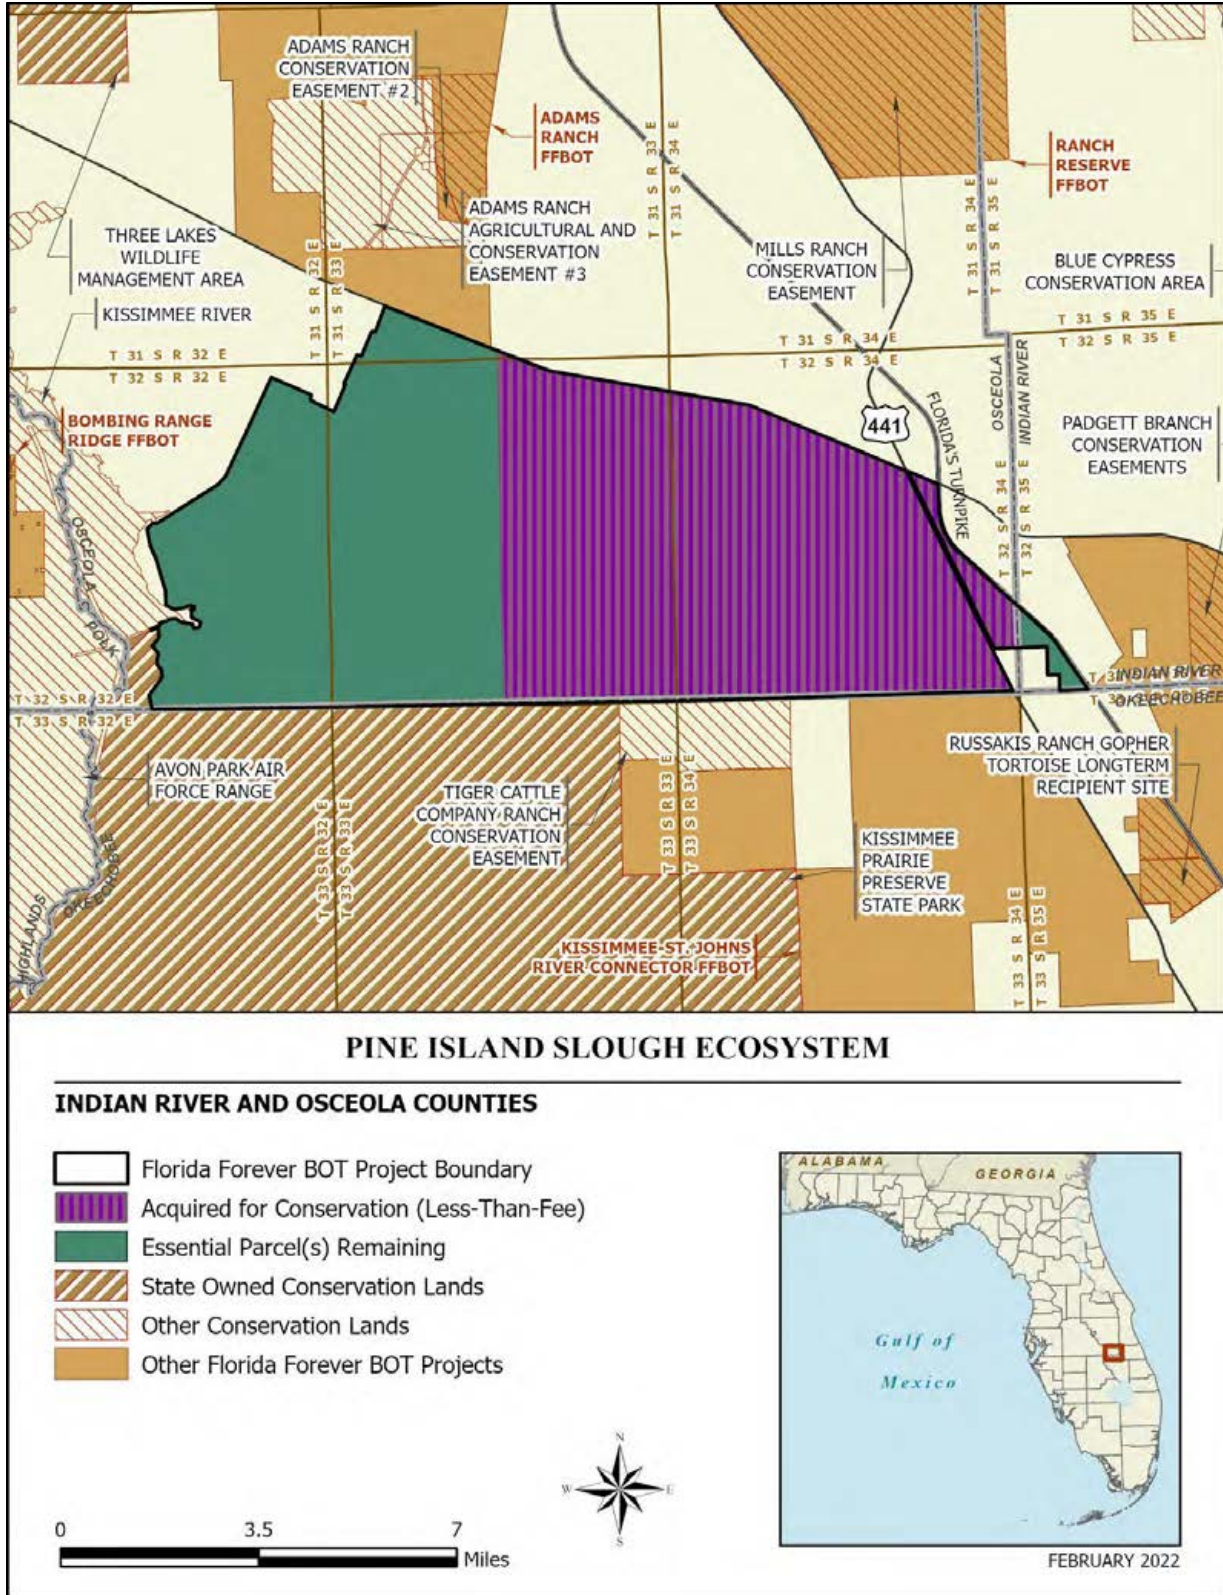 ADAMS RANCH
CONSERVATION
EASEMENT #2
ADAMS
RANCH
FFBOT
T 31 S R 33 E
T 31 S R 34 E
RANCH
RESERVE
FFBOT
T 31 S R 34 E
T 31 S R 35 E
ADAMS RANCH
AGRICULTURAL AND
CONSERVATION
EASEMENT #3
THREE LAKES
WILDLIFE
MANAGEMENT AREA
T 31 S R 32 E
T 31 S R 33 E
MILLS RANCH
CONSERVATION
EASEMENT
BLUE CYPRESS
CONSERVATION AREA
KISSIMMEE RIVER
T 31 S R 32 E
T 32 S R 32 E
T 31 S R 34 E
T 32 S R 34 E
T 31 S R 35 E
T 32 S R 35 E
BOMBING RANGE
RIDGE FFBOT
441
FLORIDA'S TURNPIKE
OSCEOLA
INDIAN RIVER
PADGETT BRANCH
CONSERVATION
EASEMENTS
T 32 S R 34 E
T 32 S R 35 E
OSCEOLA
POLK
T 32 S R 32 E
T 33 S R 32 E
INDIAN RIVER
OKEECHOBEE
AVON PARK AIR
FORCE RANGE
T 33 S R 32 E
T 33 S R 33 E
TIGER CATTLE
COMPANY RANCH
CONSERVATION
EASEMENT
T 33 S R 33 E
T 33 S R 34 E
RUSSAKIS RANCH GOPHER
TORTOISE LONGTERM
RECIPIENT SITE
KISSIMMEE
PRAIRIE
PRESERVE
STATE PARK
HIGHLANDS
OKEECHOBEE
KISSIMMEE-ST. JOHNS
RIVER CONNECTOR FFBOT
T 33 S R 34 E
T 33 S R 35 E
PINE ISLAND SLOUGH ECOSYSTEM
INDIAN RIVER AND OSCEOLA COUNTIES
Florida Forever BOT Project Boundary
Acquired for Conservation (Less-Than-Fee)
Essential Parcel(s) Remaining
State Owned Conservation Lands
Other Conservation Lands
Other Florida Forever BOT Projects
ALABAMA
GEORGIA
Gulf of
Mexico
N
W
E
S
0 3.5 7
Miles
FEBRUARY 2022